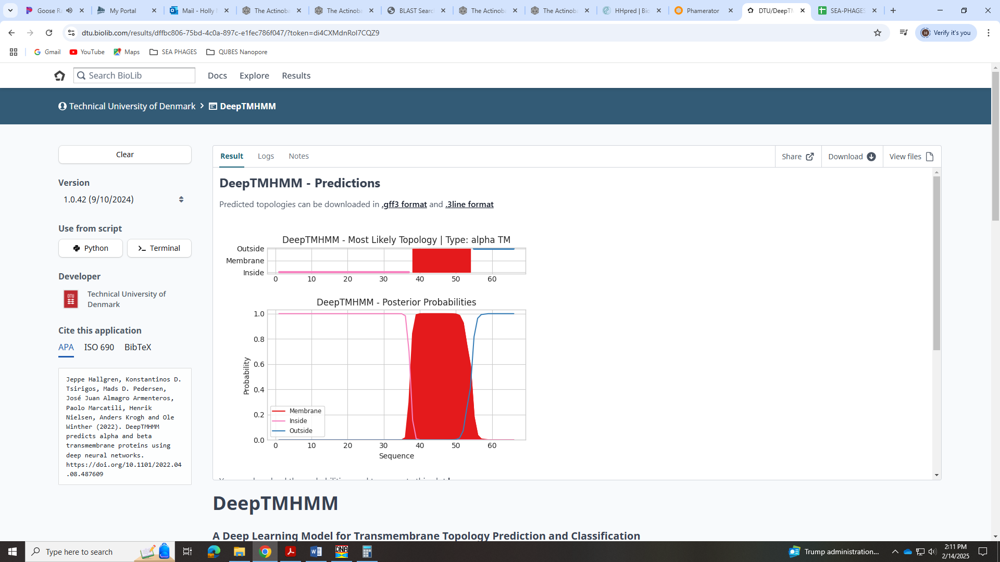 Goose Ra
My Portal
Mail - Holly
The Actinoba
The Actinoba
BLAST Searc
The Actinoba
The Actinoba
HHpred | Bio
Phamerator
DTU/DeepTM
SEA-PHAGES
dtu.biolib.com/results/dffbc806-75bd-4c0a-897c-e1fec786f047/?token=di4CXMdnRol7CQZ9
H
Verify it's you
Gmail
YouTube
Maps
SEA PHAGES
QUBES Nanopore
Search BioLib
Docs
Explore
Results
Technical University of Denmark > DeepTMHMM
Clear
Version
1.0.42 (9/10/2024)
Use from script
Python
Terminal
Developer
DTU
Technical University of
Denmark
Cite this application
APA
ISO 690
BibTeX
Jeppe Hallgren, Konstantinos D.
Tsirigos, Mads D. Pedersen,
José Juan Almagro Armenteros,
Paolo Marcatili, Henrik
Nielsen, Anders Krogh and Ole
Winther (2022). DeepTMHMM
predicts alpha and beta
transmembrane proteins using
deep neural networks.
https://doi.org/10.1101/2022.04
.08.487609
Result
Logs
Notes
Share
Download
View files
DeepTMHMM - Predictions
Predicted topologies can be downloaded in .gff3 format and .3line format
DeepTMHMM - Most Likely Topology | Type: alpha TM
Outside
Membrane
Inside
0 10 20 30 40 50 60
DeepTMHMM - Posterior Probabilities
1.0
0.8
0.6
0.4
0.2
0.0
Probability
Membrane
Inside
Outside
0 10 20 30 40 50 60
Sequence
DeepTMHMM
A Deep Learning Model for Transmembrane Topology Prediction and Classification
Type here to search
DNA
Trump administration...
2:11 PM
2/14/2025